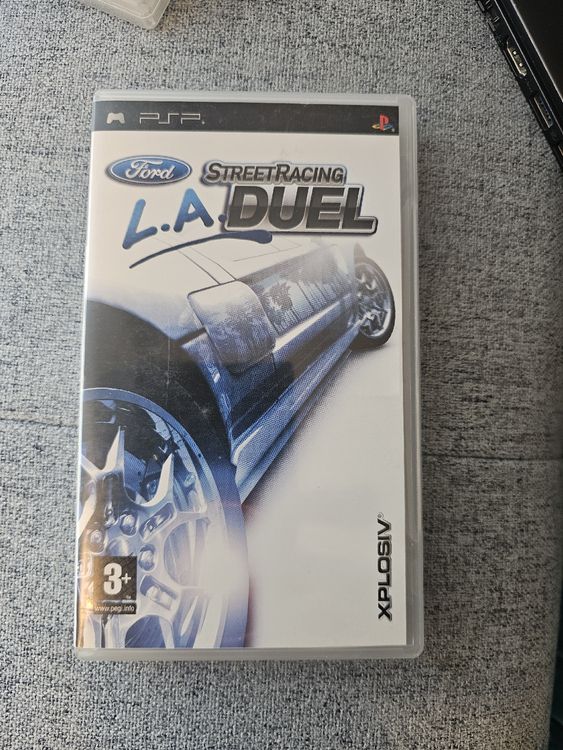 PSP
Ford
STREETRACING
L.A. DUEL
XPLOSIV®
3+
www.pegi.info